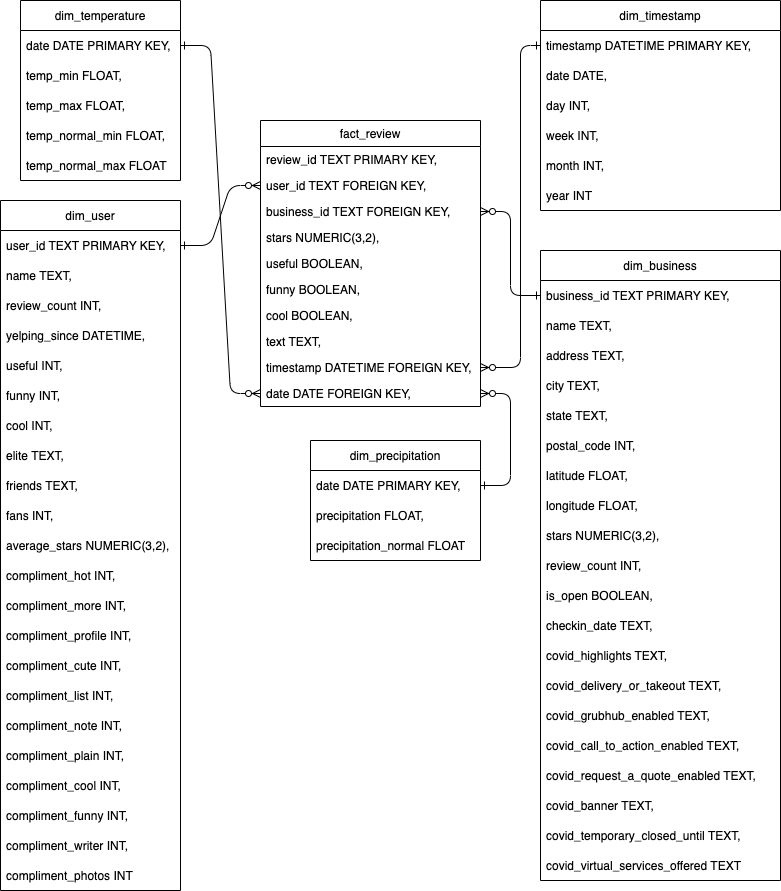 dim_temperature
date DATE PRIMARY KEY,
temp_min FLOAT,
temp_max FLOAT,
temp_normal_min FLOAT,
temp_normal_max FLOAT
dim_user
user_id TEXT PRIMARY KEY,
name TEXT,
review_count INT,
yelping_since DATETIME,
useful INT,
funny INT,
cool INT,
elite TEXT,
friends TEXT,
fans INT,
average_stars NUMERIC(3,2),
compliment_hot INT,
compliment_more INT,
compliment_profile INT,
compliment_cute INT,
compliment_list INT,
compliment_note INT,
compliment_plain INT,
compliment_cool INT,
compliment_funny INT,
compliment_writer INT,
compliment_photos INT
fact_review
review_id TEXT PRIMARY KEY,
user_id TEXT FOREIGN KEY,
business_id TEXT FOREIGN KEY,
stars NUMERIC(3,2),
useful BOOLEAN,
funny BOOLEAN,
cool BOOLEAN,
text TEXT,
timestamp DATETIME FOREIGN KEY,
date DATE FOREIGN KEY,
dim_precipitation
date DATE PRIMARY KEY,
precipitation FLOAT,
precipitation_normal FLOAT
dim_timestamp
timestamp DATETIME PRIMARY KEY,
date DATE,
day INT,
week INT,
month INT,
year INT
dim_business
business_id TEXT PRIMARY KEY,
name TEXT,
address TEXT,
city TEXT,
state TEXT,
postal_code INT,
latitude FLOAT,
longitude FLOAT,
stars NUMERIC(3,2),
review_count INT,
is_open BOOLEAN,
checkin_date TEXT,
covid_highlights TEXT,
covid_delivery_or_takeout TEXT,
covid_grubhub_enabled TEXT,
covid_call_to_action_enabled TEXT,
covid_request_a_quote_enabled TEXT,
covid_banner TEXT,
covid_temporary_closed_until TEXT,
covid_virtual_services_offered TEXT